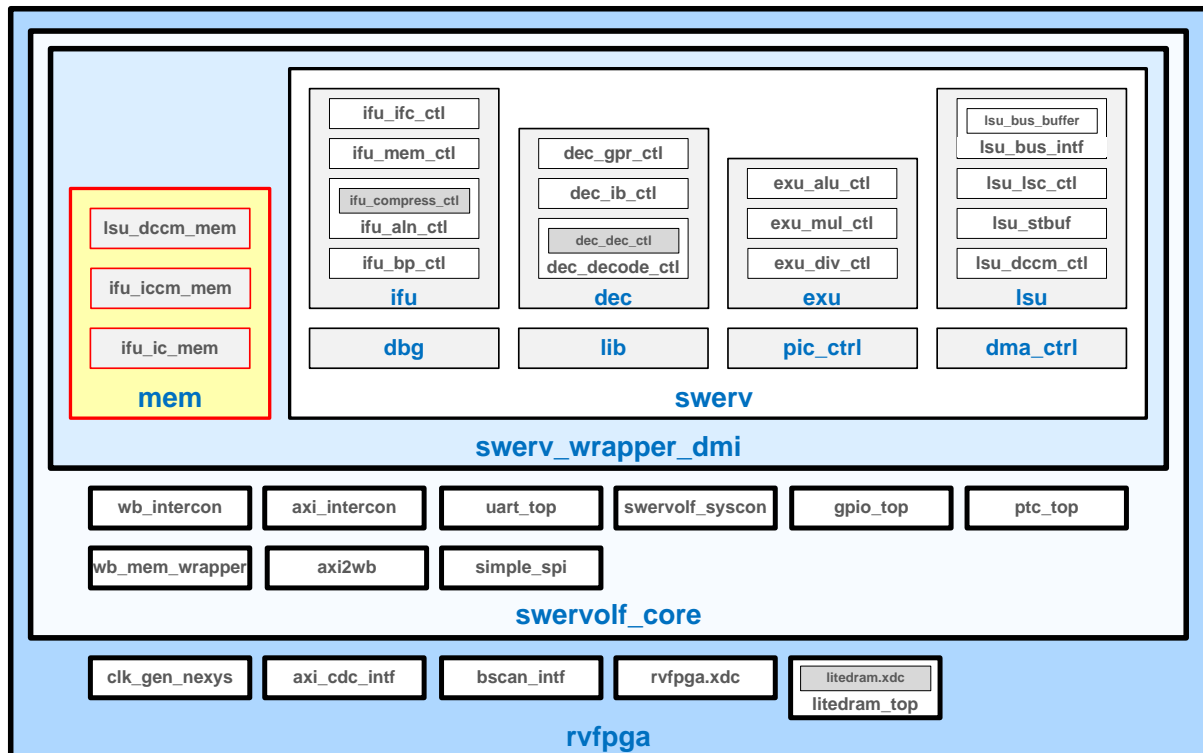 ifu_ifc_ctl
ifu_mem_ctl
ifu_compress_ctl
ifu_aln_ctl
ifu_bp_ctl
ifu
dec_gpr_ctl
dec_ib_ctl
dec_dec_ctl
dec_decode_ctl
dec
exu_alu_ctl
exu_mul_ctl
exu_div_ctl
exu
lsu_bus_buffer
lsu_bus_intf
lsu_lsc_ctl
lsu_stbuf
lsu_dccm_ctl
lsu
lsu_dccm_mem
ifu_iccm_mem
ifu_ic_mem
mem
dbg
lib
pic_ctrl
dma_ctrl
swerv
swerv_wrapper_dmi
wb_intercon
axi_intercon
uart_top
swervolf_syscon
gpio_top
ptc_top
wb_mem_wrapper
axi2wb
simple_spi
swervolf_core
clk_gen_nexys
axi_cdc_intf
bscan_intf
rvfpga.xdc
litedram.xdc
litedram_top
rvfpga